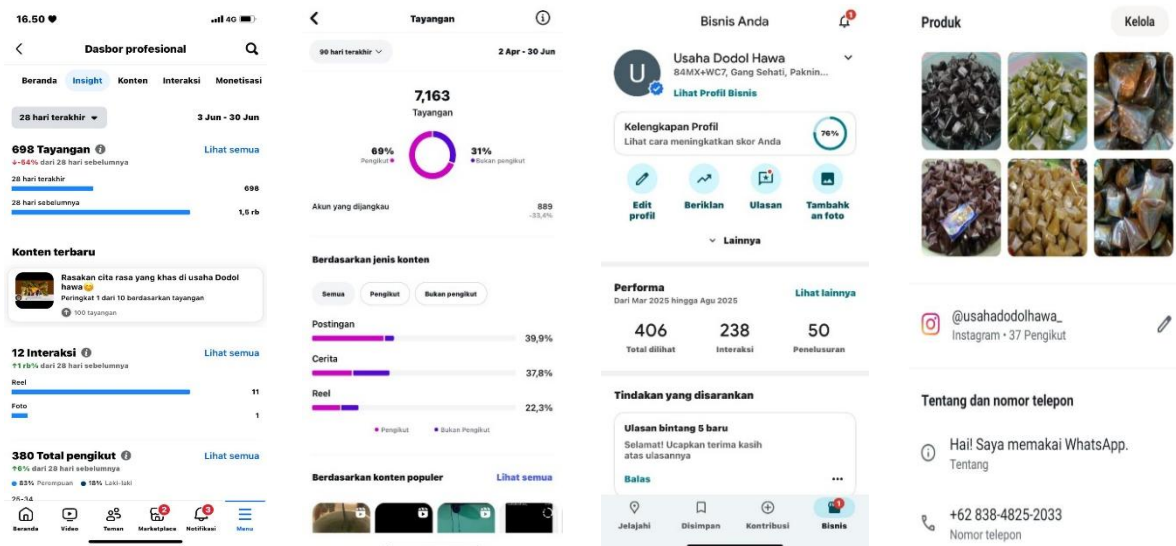 16.50
4G
Dasbor profesional
Beranda Insight Konten Interaksi Monetisasi
28 hari terakhir
3 Jun - 30 Jun
698 Tayangan
Lihat semua
↓-54% dari 28 hari sebelumnya
28 hari terakhir
698
28 hari sebelumnya
1,5 rb
Konten terbaru
Rasakan cita rasa yang khas di usaha Dodol
hawa
Peringkat 1 dari 10 berdasarkan tayangan
100 tayangan
12 Interaksi
Lihat semua
↑1 rb% dari 28 hari sebelumnya
Reel
11
Foto
1
380 Total pengikut
Lihat semua
↑6% dari 28 hari sebelumnya
83% Perempuan 18% Laki-laki
25-34
2 3
Beranda Video Teman Marketplace Notifikasi Menu
Tayangan
90 hari terakhir
2 Apr - 30 Jun
7,163
Tayangan
69%
Pengikut
31%
Bukan pengikut
Akun yang dijangkau
889
-33,4%
Berdasarkan jenis konten
Semua Pengikut Bukan pengikut
Postingan
39,9%
Cerita
37,8%
Reel
22,3%
Pengikut Bukan Pengikut
Berdasarkan konten populer
Lihat semua
Bisnis Anda
U
Usaha Dodol Hawa
84MX+WC7, Gang Sehati, Paknin...
Lihat Profil Bisnis
Kelengkapan Profil
Lihat cara meningkatkan skor Anda
76%
Edit
profil
Beriklan
Ulasan
Tambahk
an foto
Lainnya
Performa
Dari Mar 2025 hingga Agu 2025
Lihat lainnya
406
Total dilihat
238
Interaksi
50
Penelusuran
Tindakan yang disarankan
Ulasan bintang 5 baru
Selamat! Ucapkan terima kasih
atas ulasannya
Balas
Jelajahi Disimpan Kontribusi Bisnis
Produk
Kelola
@usahadodolhawa_
Instagram • 37 Pengikut
Tentang dan nomor telepon
Hai! Saya memakai WhatsApp.
Tentang
+62 838-4825-2033
Nomor telepon